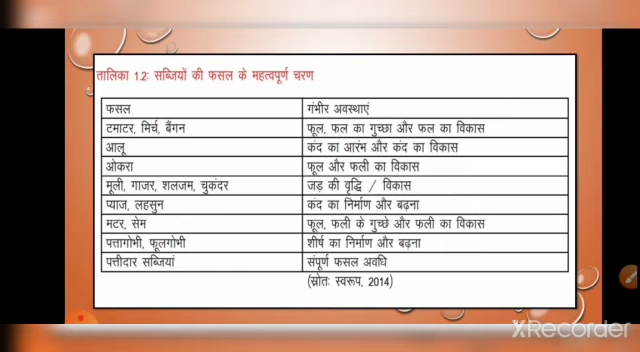 तालिका 1.2: सब्जियों की फसल के महत्वपूर्ण चरण
फसल गंभीर अवस्थाएं
टमाटर, मिर्च, बैंगन फूल, फल का गुच्छा और फल का विकास
आलू कंद का आरंभ और कंद का विकास
ओकरा फूल और फली का विकास
मूली, गाजर, शलजम, चुकंदर जड़ की वृद्धि / विकास
प्याज, लहसुन कंद का निर्माण और बढ़ना
मटर, सेम फूल, फली के गुच्छे और फली का विकास
पत्तागोभी, फूलगोभी शीर्ष का निर्माण और बढ़ना
पत्तीदार सब्जियां संपूर्ण फसल अवधि
(स्रोतः स्वरूप, 2014)
XRecorder